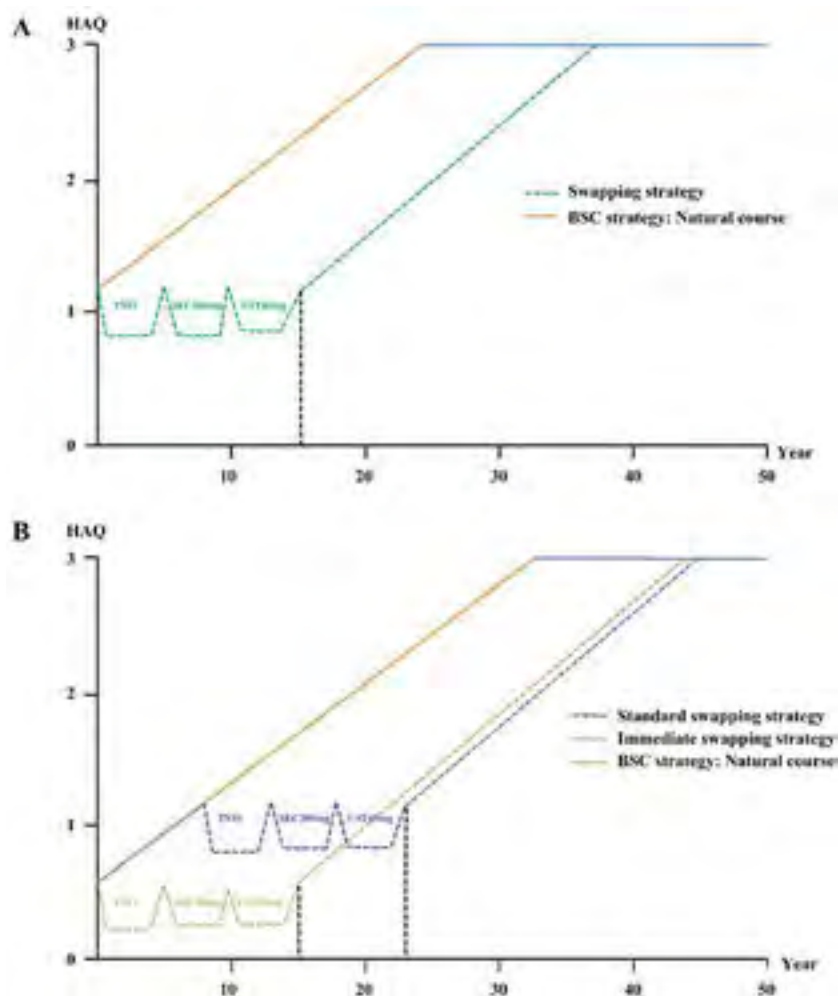 A
HAQ
3
2
1
0
Swapping strategy
BSC strategy: Natural course
10
20
30
40
50
Year
B
HAQ
3
2
1
0
Standard swapping strategy
Immediate swapping strategy
BSC strategy: Natural course
10
20
30
40
50
Year